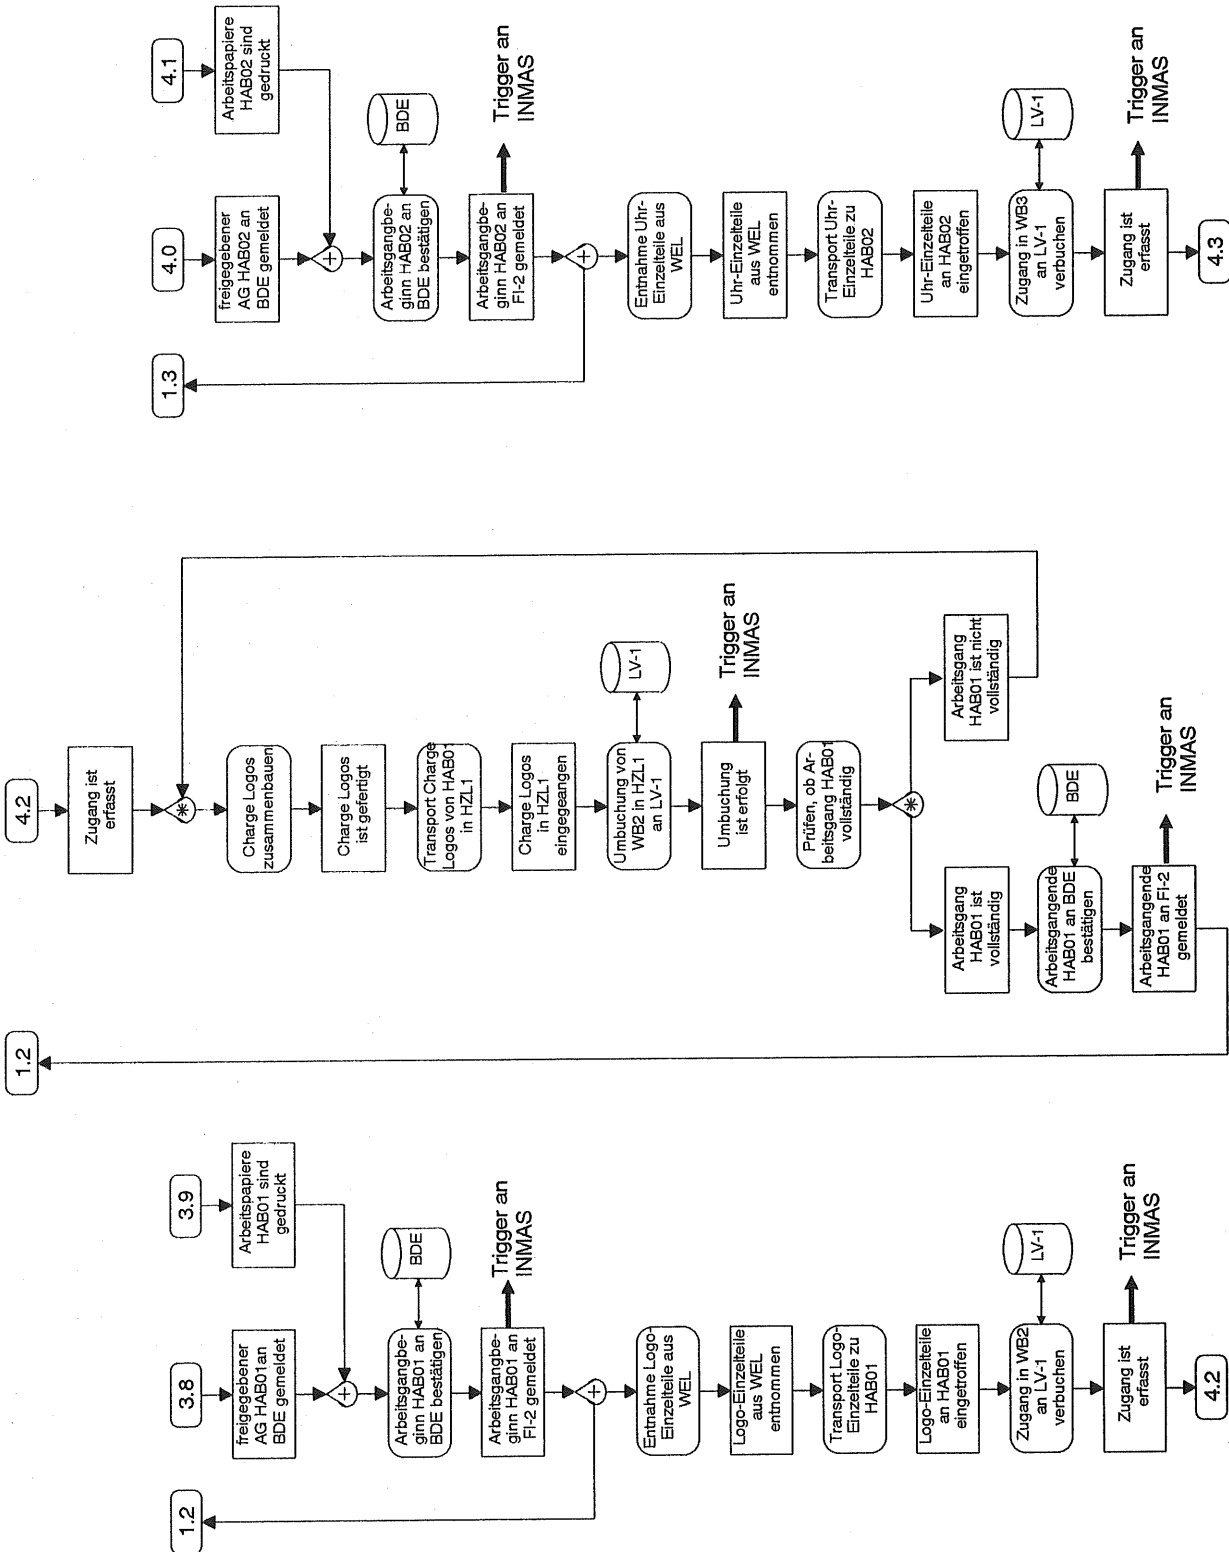 3.8
3.9
1.2
freigegebener
AG HAB01an
BDE gemeldet
Arbeitspapiere
HAB01 sind
gedruckt
+
Arbeitsgangbe-
ginn HAB01 an
BDE bestätigen
BDE
Arbeitsgangbe-
ginn HAB01 an
FI-2 gemeldet
Trigger an
INMAS
+
Entnahme Logo-
Einzelteile aus
WEL
Logo-Einzelteile
aus WEL
entnommen
Transport Logo-
Einzelteile zu
HAB01
Logo-Einzelteile
an HAB01
eingetroffen
Zugang in WB2
an LV-1
verbuchen
LV-1
Zugang ist
erfasst
Trigger an
INMAS
4.2
1.2
4.2
Zugang ist
erfasst
*
Charge Logos
zusammenbauen
Charge Logos
ist gefertigt
Transport Charge
Logos von HAB01
in HZL1
Charge Logos
in HZL1
eingegeangen
Umbuchung von
WB2 in HZL1
an LV-1
LV-1
Umbuchung
ist erfolgt
Trigger an
INMAS
Prüfen, ob Ar-
beitsgang HAB01
vollständig
*
Arbeitsgang
HAB01 ist
vollständig
Arbeitsgang
HAB01 ist nicht
vollständig
Arbeitsgangende
HAB01 an BDE
bestätigen
BDE
Arbeitsgangende
HAB01 an FI-2
gemeldet
Trigger an
INMAS
1.3
4.0
4.1
freigegebener
AG HAB02 an
BDE gemeldet
Arbeitspapiere
HAB02 sind
gedruckt
+
Arbeitsgangbe-
ginn HAB02 an
BDE bestätigen
BDE
Arbeitsgangbe-
ginn HAB02 an
FI-2 gemeldet
Trigger an
INMAS
+
Entnahme Uhr-
Einzelteile aus
WEL
Uhr-Einzelteile
aus WEL
entnommen
Transport Uhr-
Einzelteile zu
HAB02
Uhr-Einzelteile
an HAB02
eingetroffen
Zugang in WB3
an LV-1
verbuchen
LV-1
Zugang ist
erfasst
Trigger an
INMAS
4.3